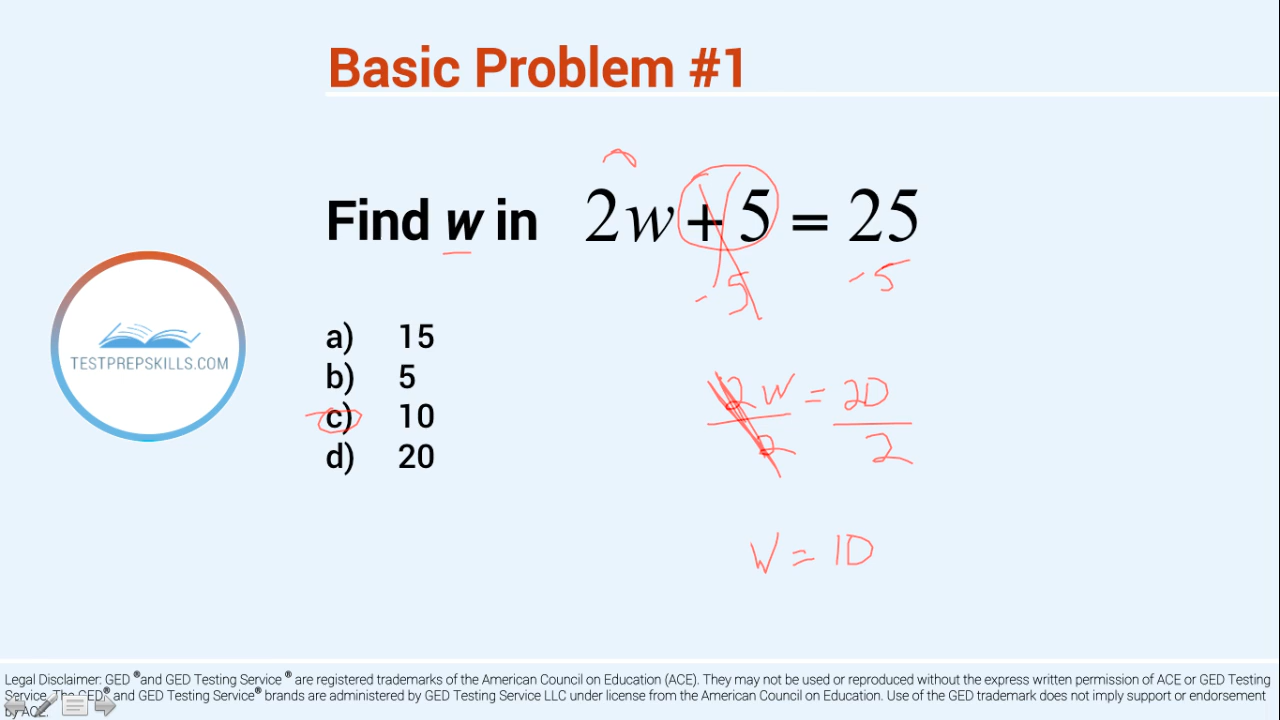 Basic Problem #1
Find w in 2w + 5 = 25
-5 -5
TESTPREPSKILLS.COM
a) 15
b) 5
c) 10
d) 20
2w = 20
2 2
w = 10
Legal Disclaimer: GED ® and GED Testing Service ® are registered trademarks of the American Council on Education (ACE). They may not be used or reproduced without the express written permission of ACE or GED Testing
Service. The GED® and GED Testing Service® brands are administered by GED Testing Service LLC under license from the American Council on Education. Use of the GED trademark does not imply support or endorsement
by ACE.